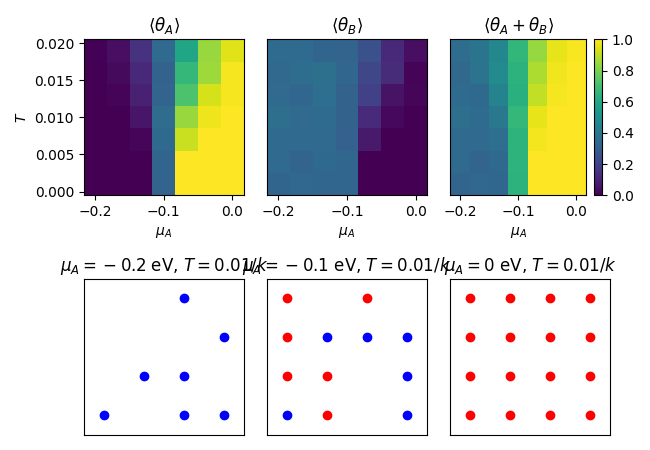 ⟨θ_A⟩
⟨θ_B⟩
⟨θ_A + θ_B⟩
0.020
0.015
0.010
0.005
0.000
T
−0.2
−0.1
0.0
μ_A
−0.2
−0.1
0.0
μ_A
−0.2
−0.1
0.0
μ_A
1.0
0.8
0.6
0.4
0.2
0.0
μ_A = −0.2 eV, T = 0.01/k
μ_A = −0.1 eV, T = 0.01/k
μ_A = 0 eV, T = 0.01/k